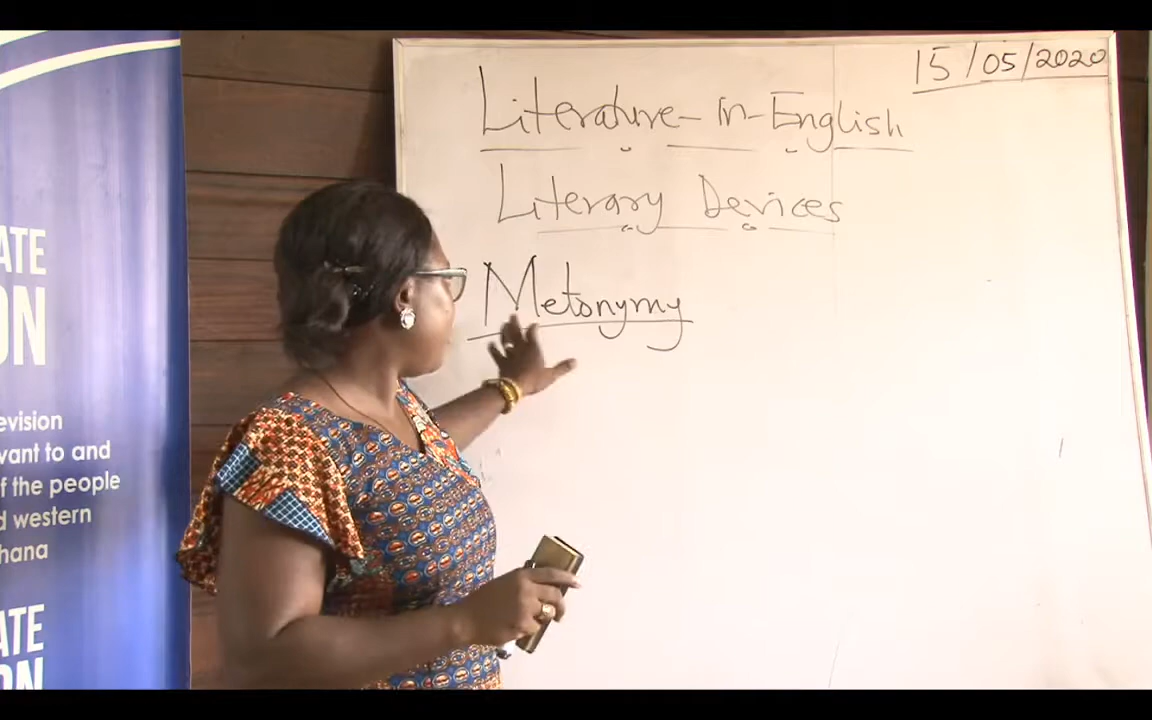 ATE
ON
evision
vant to and
f the people
d western
hana
ATE
ON
15/05/2020
Literature-In-English
Literary Devices
Metonymy